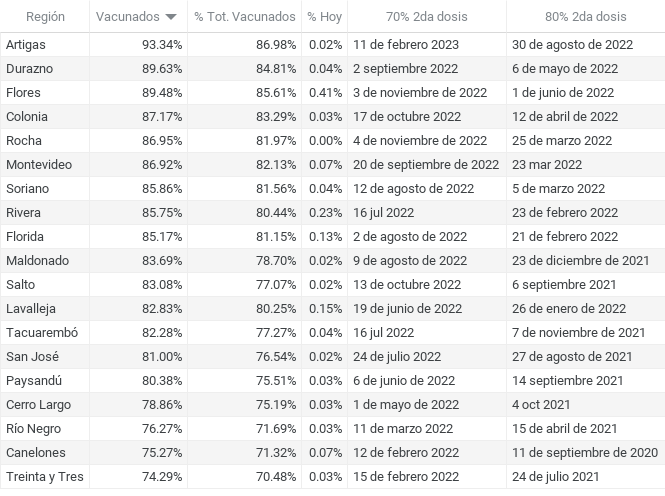 Región Vacunados % Tot. Vacunados % Hoy 70% 2da dosis 80% 2da dosis
Artigas 93.34% 86.98% 0.02% 11 de febrero 2023 30 de agosto de 2022
Durazno 89.63% 84.81% 0.04% 2 septiembre 2022 6 de mayo de 2022
Flores 89.48% 85.61% 0.41% 3 de noviembre de 2022 1 de junio de 2022
Colonia 87.17% 83.29% 0.03% 17 de octubre 2022 12 de abril de 2022
Rocha 86.95% 81.97% 0.00% 4 de noviembre de 2022 25 de marzo 2022
Montevideo 86.92% 82.13% 0.07% 20 de septiembre de 2022 23 mar 2022
Soriano 85.86% 81.56% 0.04% 12 de agosto de 2022 5 de marzo 2022
Rivera 85.75% 80.44% 0.23% 16 jul 2022 23 de febrero 2022
Florida 85.17% 81.15% 0.13% 2 de agosto de 2022 21 de febrero 2022
Maldonado 83.69% 78.70% 0.02% 9 de agosto de 2022 23 de diciembre de 2021
Salto 83.08% 77.07% 0.02% 13 de octubre 2022 6 septiembre 2021
Lavalleja 82.83% 80.25% 0.15% 19 de junio de 2022 26 de enero de 2022
Tacuarembó 82.28% 77.27% 0.04% 16 jul 2022 7 de noviembre de 2021
San José 81.00% 76.54% 0.02% 24 de julio 2022 27 de agosto de 2021
Paysandú 80.38% 75.51% 0.03% 6 de junio de 2022 14 septiembre 2021
Cerro Largo 78.86% 75.19% 0.03% 1 de mayo de 2022 4 oct 2021
Río Negro 76.27% 71.69% 0.03% 11 de marzo 2022 15 de abril de 2021
Canelones 75.27% 71.32% 0.07% 12 de febrero 2022 11 de septiembre de 2020
Treinta y Tres 74.29% 70.48% 0.03% 15 de febrero 2022 24 de julio 2021